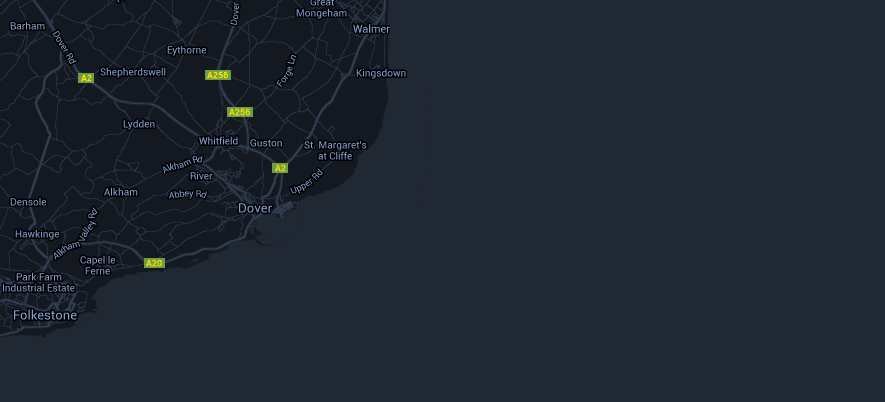 Great
Mongeham
Dover
Barham
Walmer
Dover Rd
Eythorne
Forge Ln
Shepherdswell
A256
Kingsdown
A2
A256
Lydden
Whitfield
Guston
St. Margaret's
at Cliffe
Alkham Rd
A2
River
Upper Rd
Alkham
Abbey Rd
Densole
Dover
Alkham Valley Rd
Hawkinge
Capel le
Ferne
A20
Park Farm
Industrial Estate
Folkestone